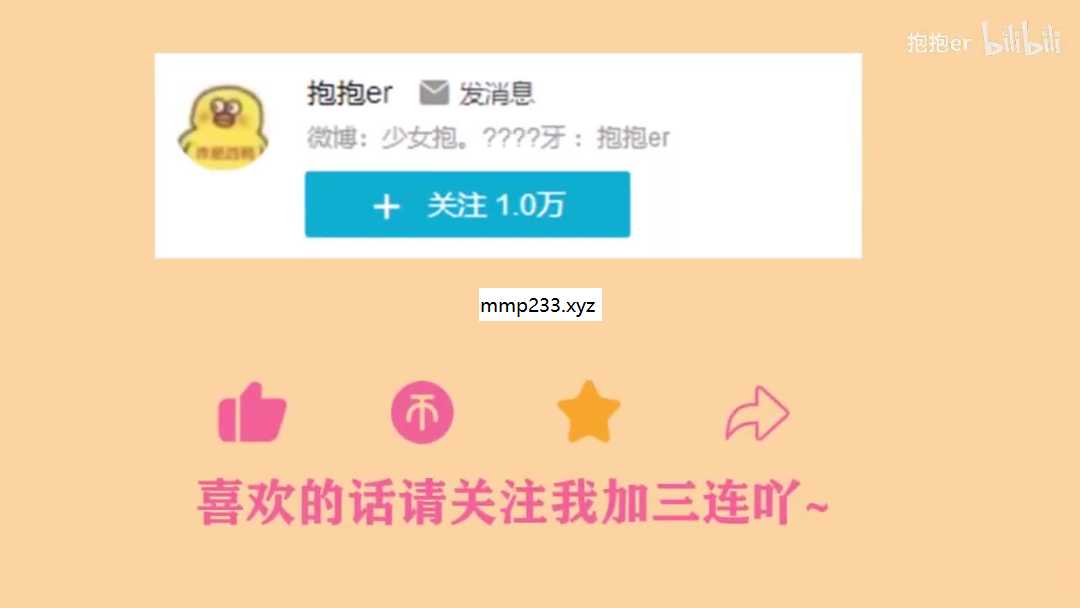 抱抱er bilibili
抱抱er 发消息
微博：少女抱。????牙：抱抱er
+ 关注 1.0万
mmp233.xyz
喜欢的话请关注我加三连吖~